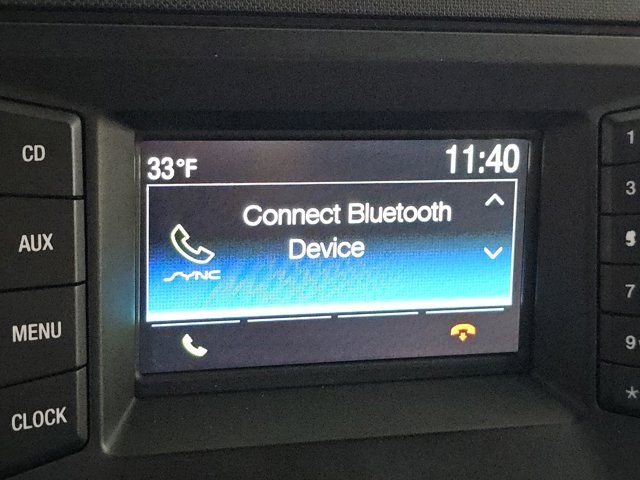 33°F 11:40
Connect Bluetooth
Device
SYNC
CD
AUX
MENU
CLOCK
1
3
7
9
*